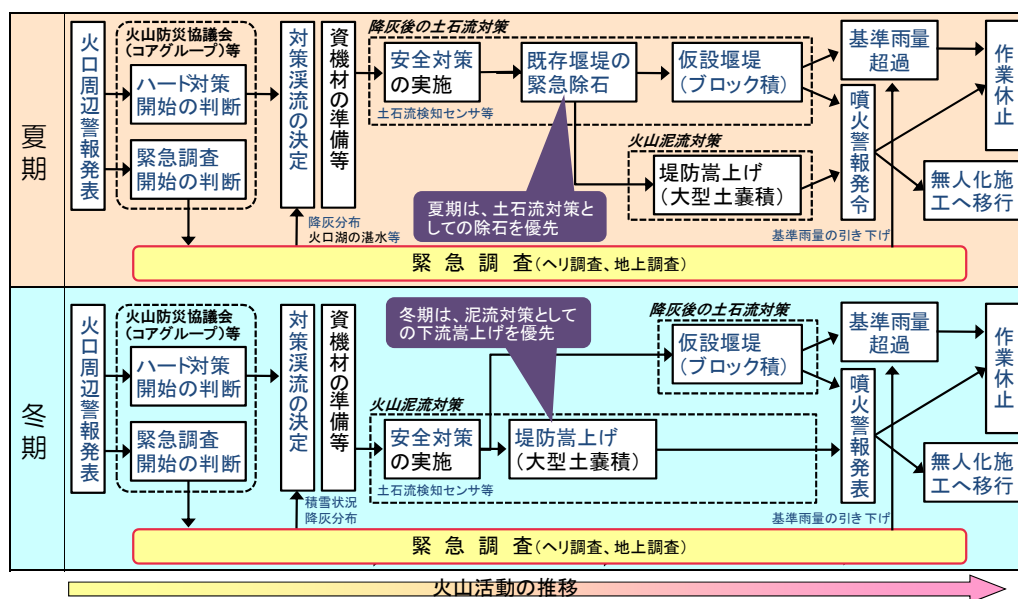 夏期
火口周辺警報発表
火山防災協議会
(コアグループ)等
ハード対策
開始の判断
緊急調査
開始の判断
対策渓流の決定
資機材の準備等
降灰後の土石流対策
安全対策
の実施
土石流検知センサ等
既存堰堤の
緊急除石
仮設堰堤
(ブロック積)
火山泥流対策
堤防嵩上げ
(大型土嚢積)
夏期は、土石流対策と
しての除石を優先
基準雨量
超過
噴火警報発令
作業休止
無人化施
工へ移行
降灰分布
火口湖の湛水等
基準雨量の引き下げ
緊急調査(ヘリ調査、地上調査)
冬期
火口周辺警報発表
火山防災協議会
(コアグループ)等
ハード対策
開始の判断
緊急調査
開始の判断
対策渓流の決定
資機材の準備等
冬期は、泥流対策として
の下流嵩上げを優先
降灰後の土石流対策
仮設堰堤
(ブロック積)
火山泥流対策
安全対策
の実施
土石流検知センサ等
堤防嵩上げ
(大型土嚢積)
基準雨量
超過
噴火警報発表
作業休止
無人化施
工へ移行
積雪状況
降灰分布
基準雨量の引き下げ
緊急調査(ヘリ調査、地上調査)
火山活動の推移